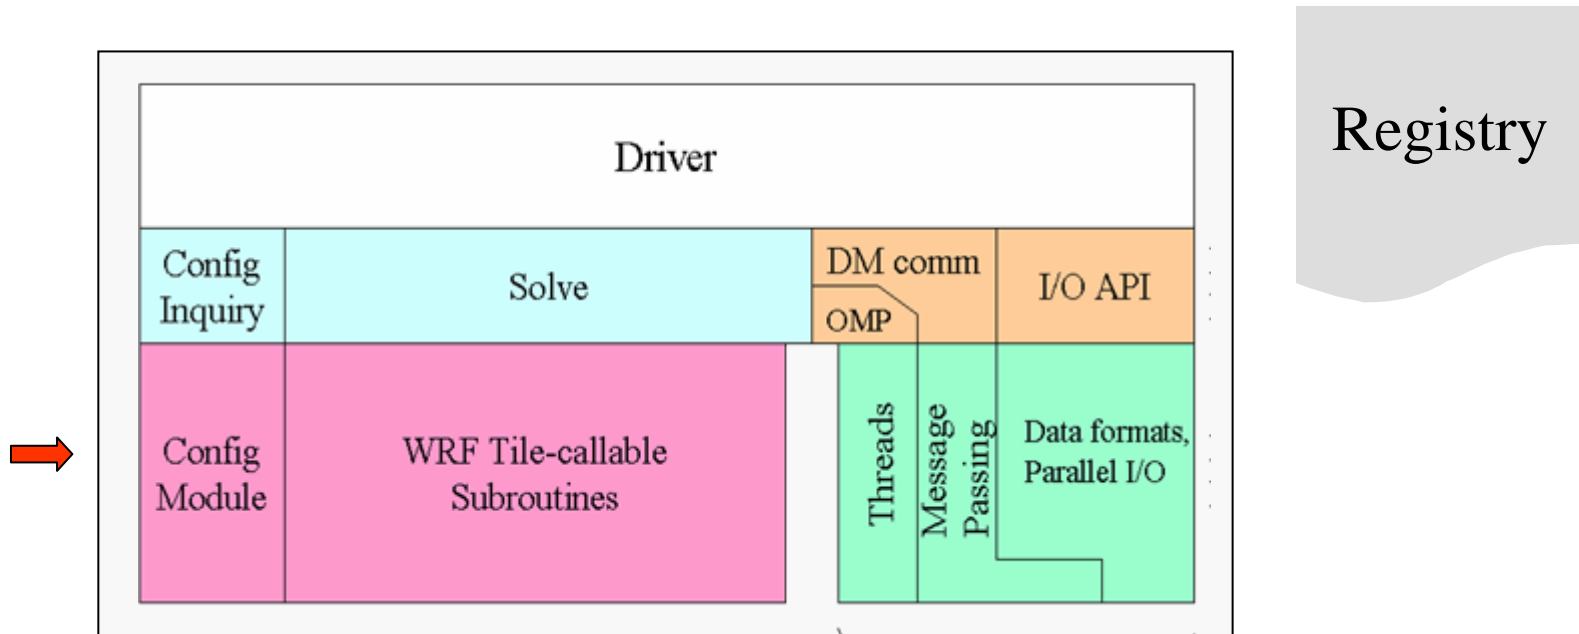 Registry
Driver
Config
Inquiry
Solve
DM comm
OMP
I/O API
Config
Module
WRF Tile-callable
Subroutines
Threads
Message
Passing
Data formats,
Parallel I/O